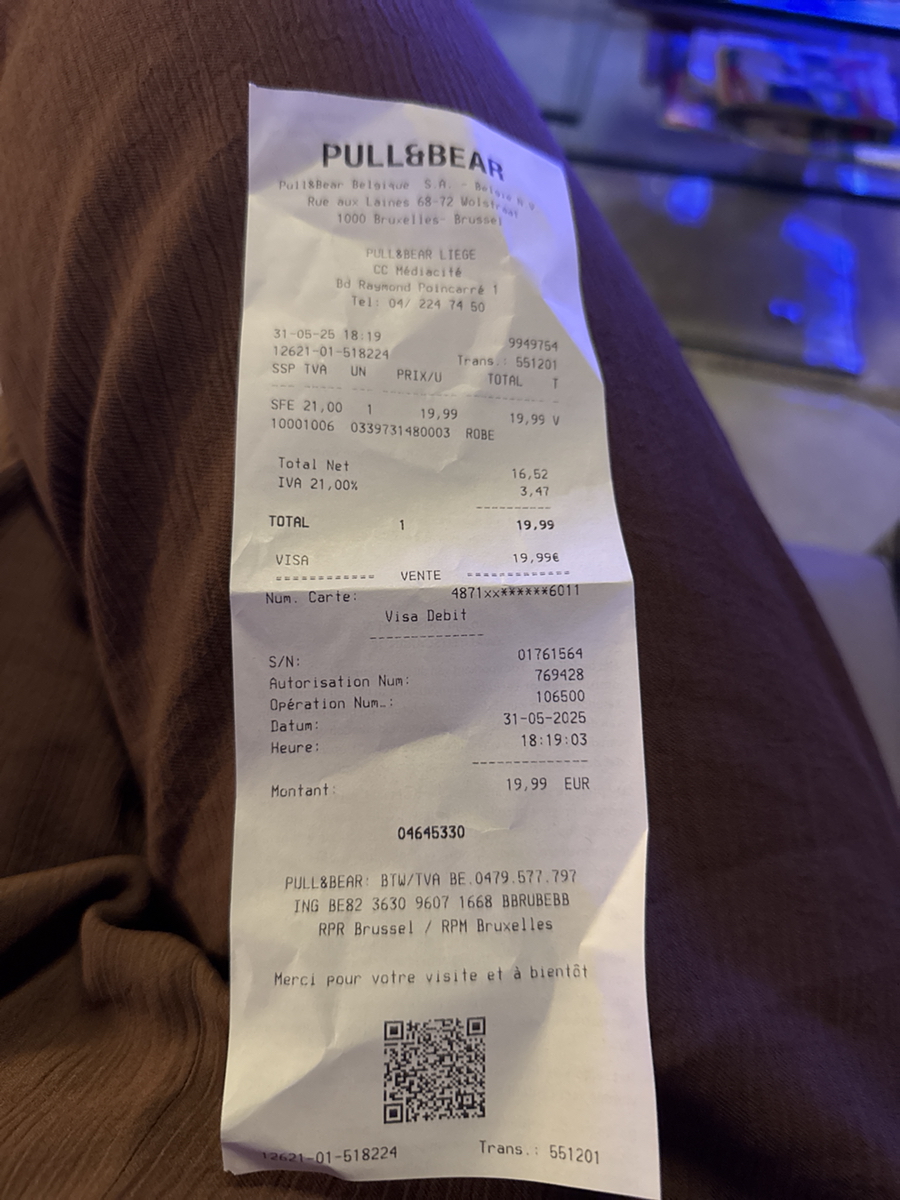 PULL&BEAR
Pull&Bear Belgique S.A. - Belgie N.V
Rue aux Laines 68-72 Wolstraat
1000 Bruxelles- Brussel
PULL&BEAR LIEGE
CC Médiacité
Bd Raymond Poincarré 1
Tel: 04/ 224 74 50
31-05-25 18:19 9949754
12621-01-518224 Trans.: 551201
SSP TVA UN PRIX/U TOTAL T
--- ----- --- ---------- ---------- -
SFE 21,00 1 19,99 19,99 V
10001006 0339731480003 ROBE
Total Net 16,52
IVA 21,00% 3,47
----------
TOTAL 1 19,99
VISA 19,99€
============ VENTE =============
Num. Carte: 4871xx******6011
Visa Debit
--------------
S/N: 01761564
Autorisation Num: 769428
Opération Num.: 106500
Datum: 31-05-2025
Heure: 18:19:03
--------------
Montant: 19,99 EUR
04645330
PULL&BEAR: BTW/TVA BE.0479.577.797
ING BE82 3630 9607 1668 BBRUBEBB
RPR Brussel / RPM Bruxelles
Merci pour votre visite et à bientôt
12621-01-518224 Trans.: 551201